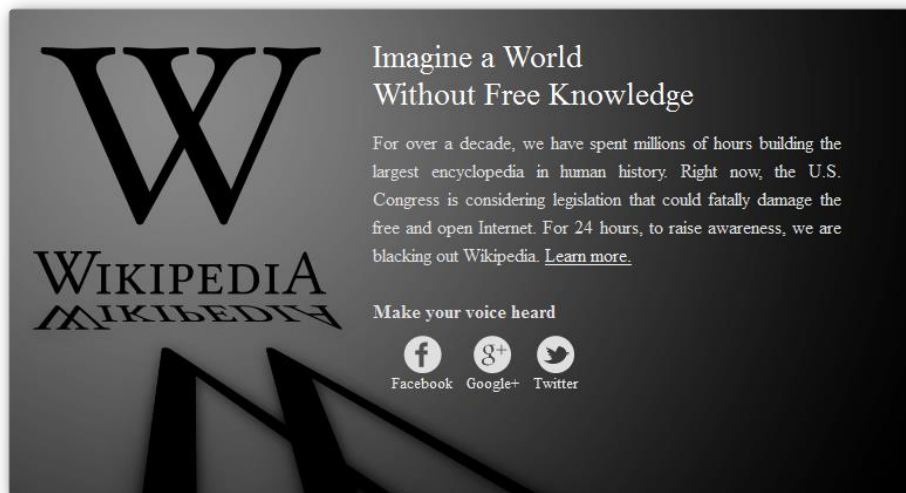 W
WIKIPEDIA
WIKIPEDIA
Imagine a World
Without Free Knowledge
For over a decade, we have spent millions of hours building the
largest encyclopedia in human history. Right now, the U.S.
Congress is considering legislation that could fatally damage the
free and open Internet. For 24 hours, to raise awareness, we are
blacking out Wikipedia. Learn more.
Make your voice heard
f g+
Facebook Google+ Twitter